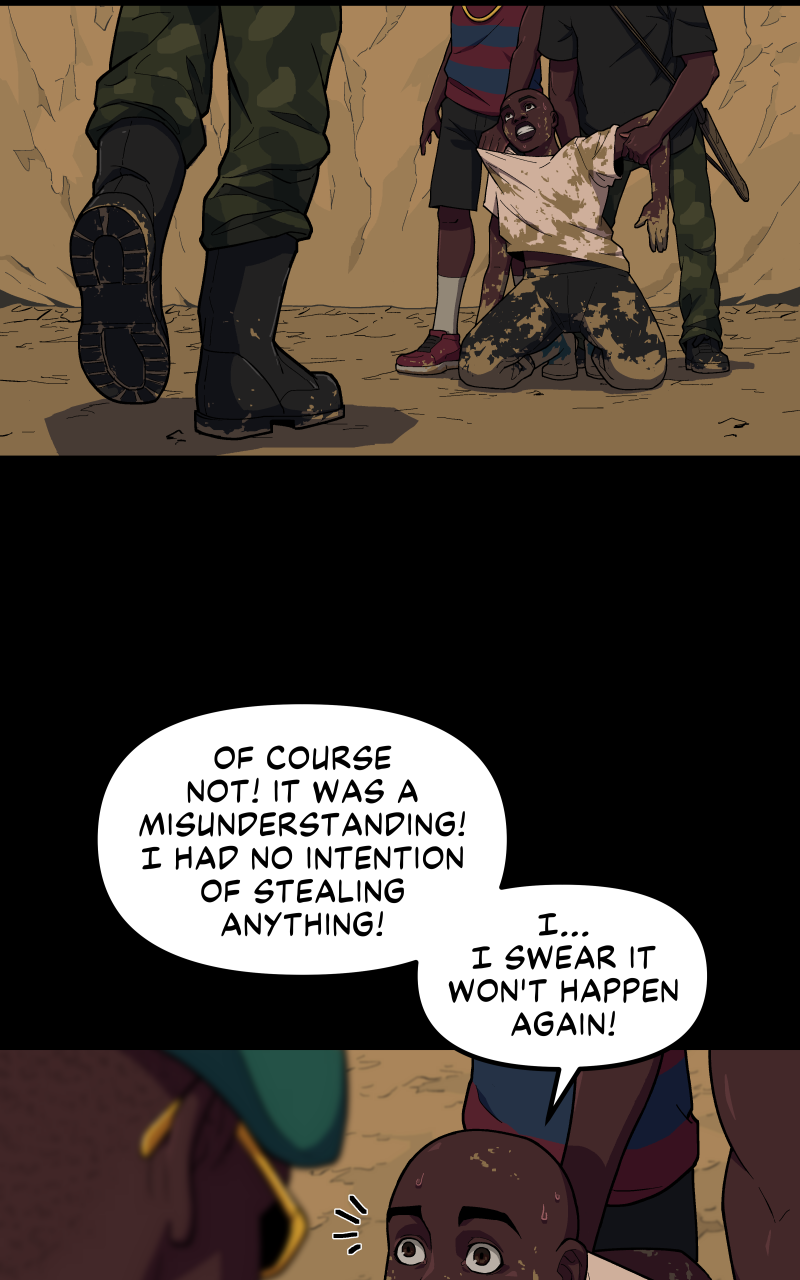 OF COURSE
NOT! IT WAS A
MISUNDERSTANDING!
I HAD NO INTENTION
OF STEALING
ANYTHING!
I...
I SWEAR IT
WON'T HAPPEN
AGAIN!